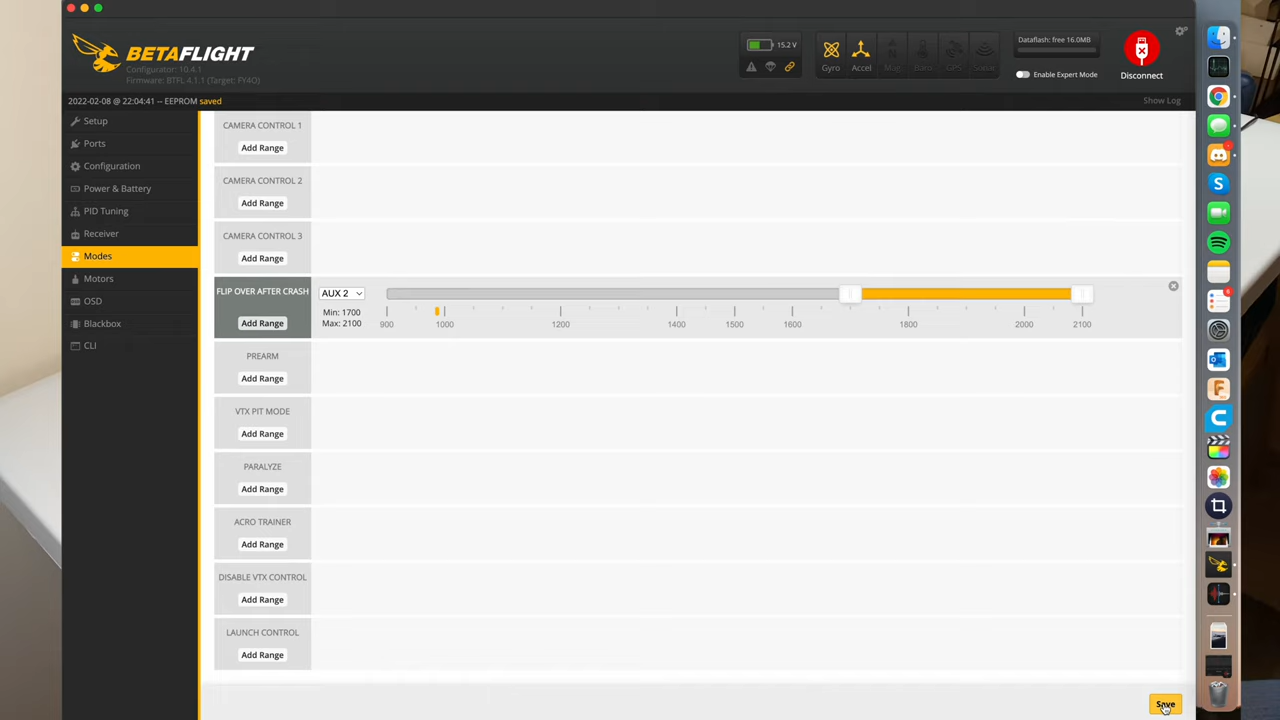 BETAFLIGHT
Configurator: 10.4.1
Firmware: BTFL 4.1.1 (Target: FY4O)
15.2 V
Gyro
Accel
Mag
Baro
GPS
Sonar
Dataflash: free 16.0MB
Enable Expert Mode
Disconnect
2022-02-08 @ 22:04:41 -- EEPROM saved
Show Log
Setup
Ports
Configuration
Power & Battery
PID Tuning
Receiver
Modes
Motors
OSD
Blackbox
CLI
CAMERA CONTROL 1
Add Range
CAMERA CONTROL 2
Add Range
CAMERA CONTROL 3
Add Range
FLIP OVER AFTER CRASH
Add Range
AUX 2
Min: 1700
Max: 2100
900 1000 1200 1400 1500 1600 1800 2000 2100
PREARM
Add Range
VTX PIT MODE
Add Range
PARALYZE
Add Range
ACRO TRAINER
Add Range
DISABLE VTX CONTROL
Add Range
LAUNCH CONTROL
Add Range
Save